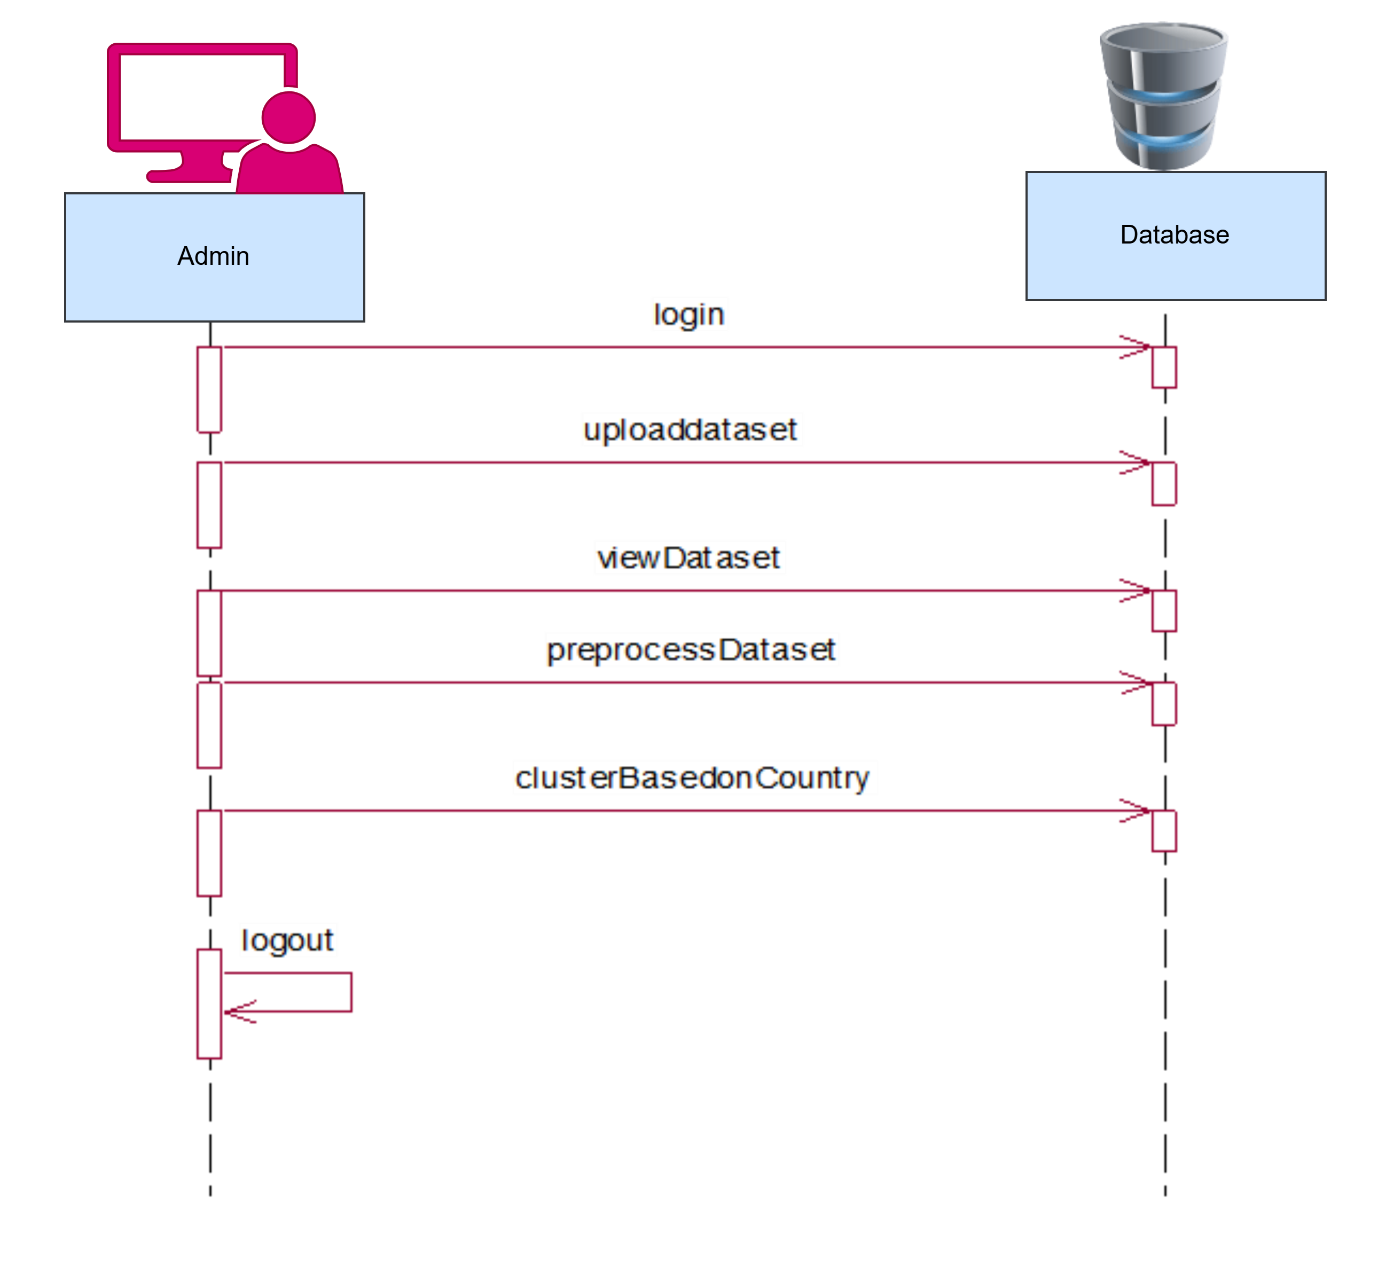 Admin
Database
login
uploaddataset
viewDataset
preprocessDataset
clusterBasedonCountry
logout